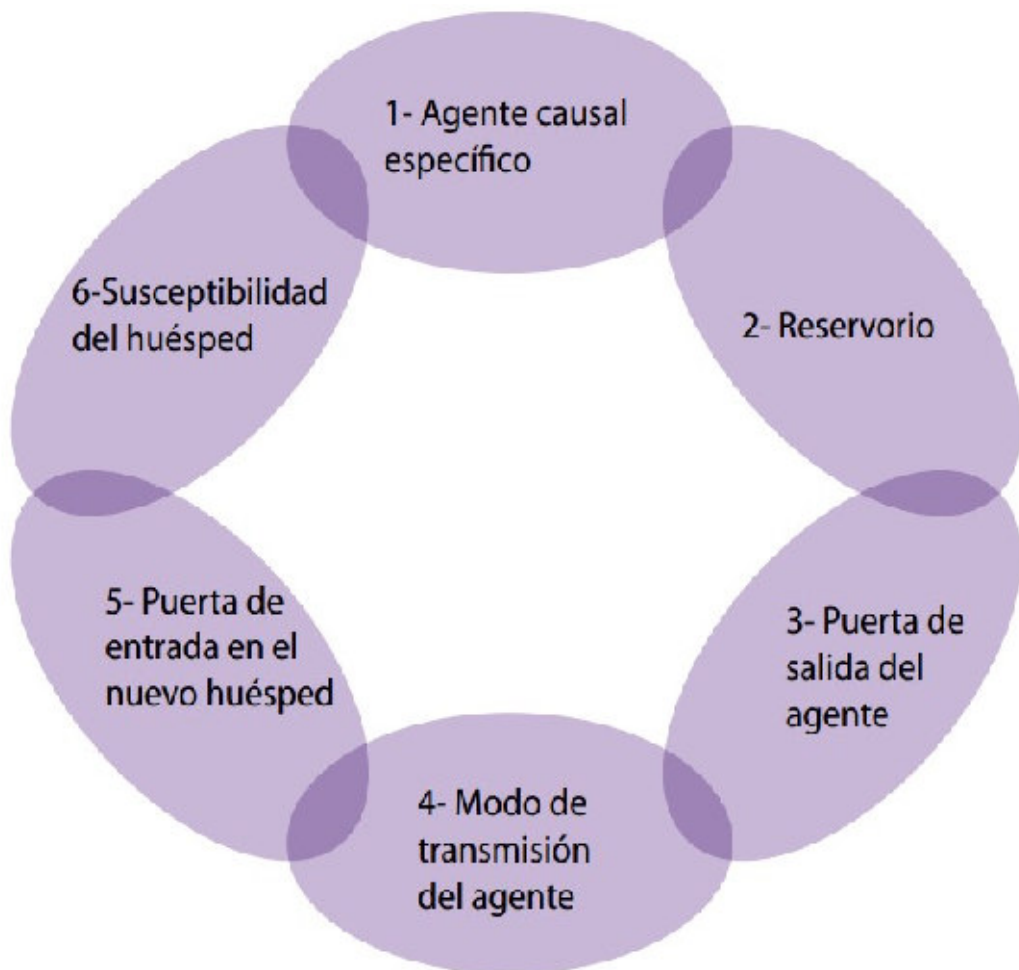 1- Agente causal
específico
2- Reservorio
3- Puerta de
salida del
agente
4- Modo de
transmisión
del agente
5- Puerta de
entrada en el
nuevo huésped
6-Susceptibilidad
del huésped